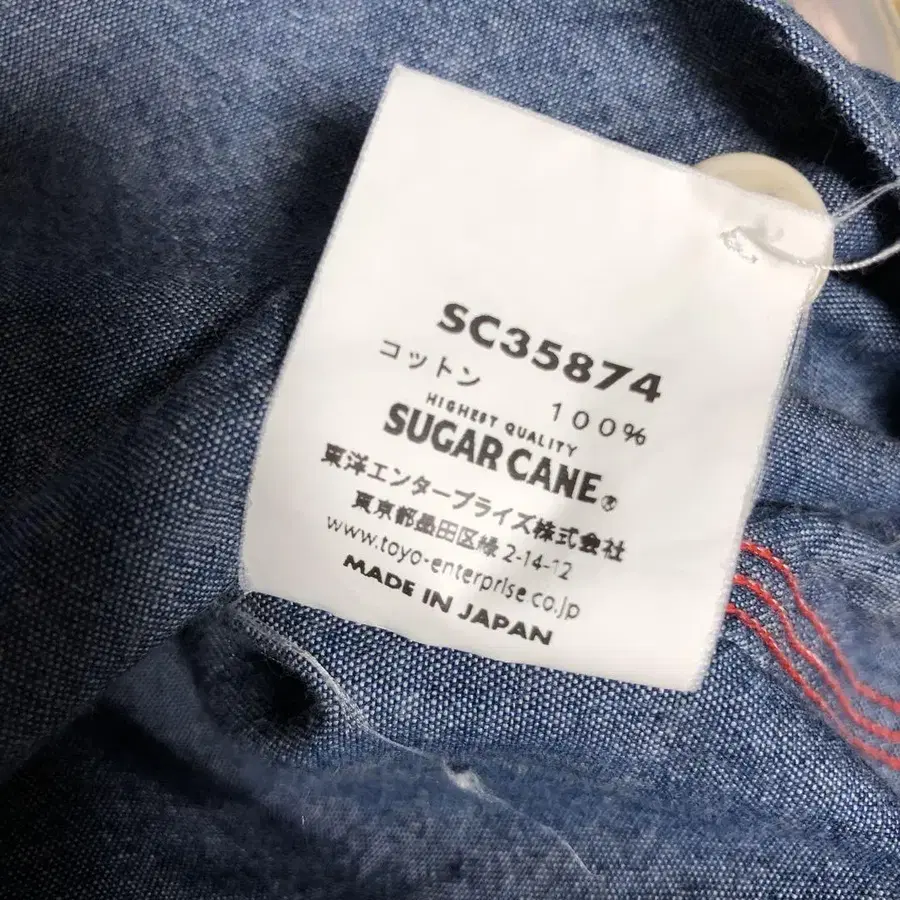 SC35874
コットン 100%
HIGHEST QUALITY
SUGAR CANE®
東洋エンタープライズ株式会社
東京都墨田区緑 2-14-12
www.toyo-enterprise.co.jp
MADE IN JAPAN